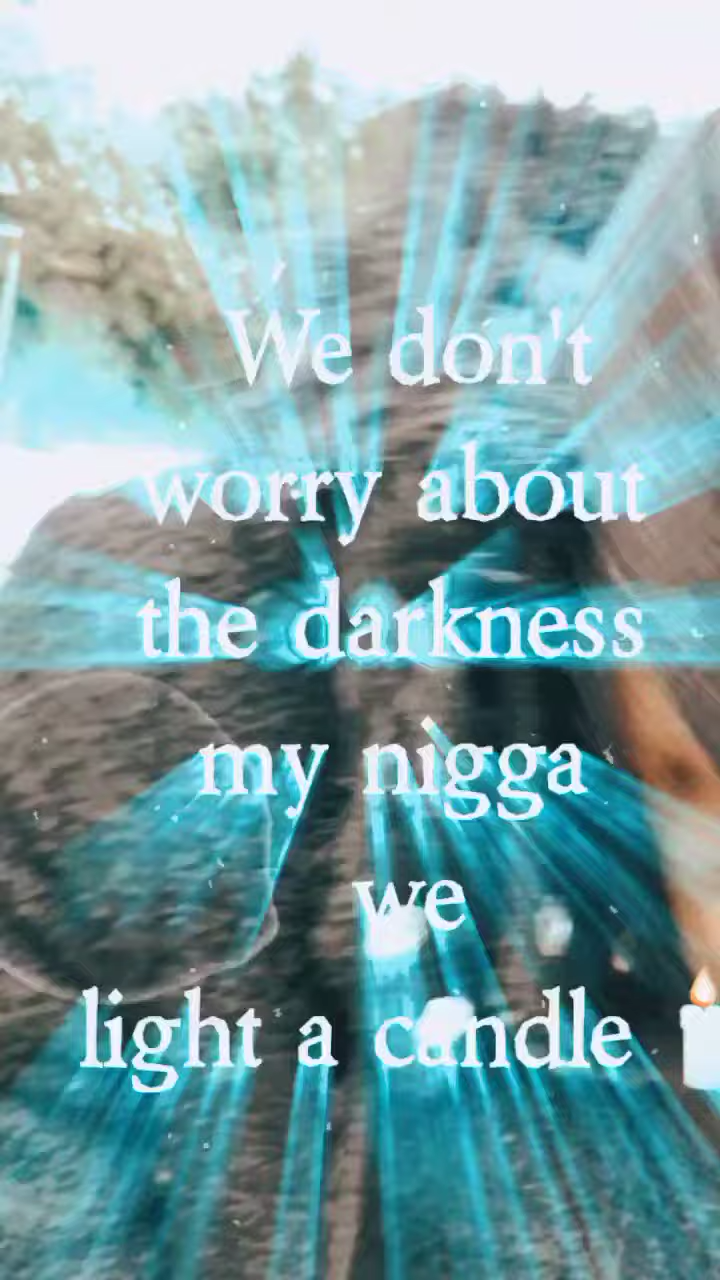 We don't
worry about
the darkness
my nigga
we
light a candle